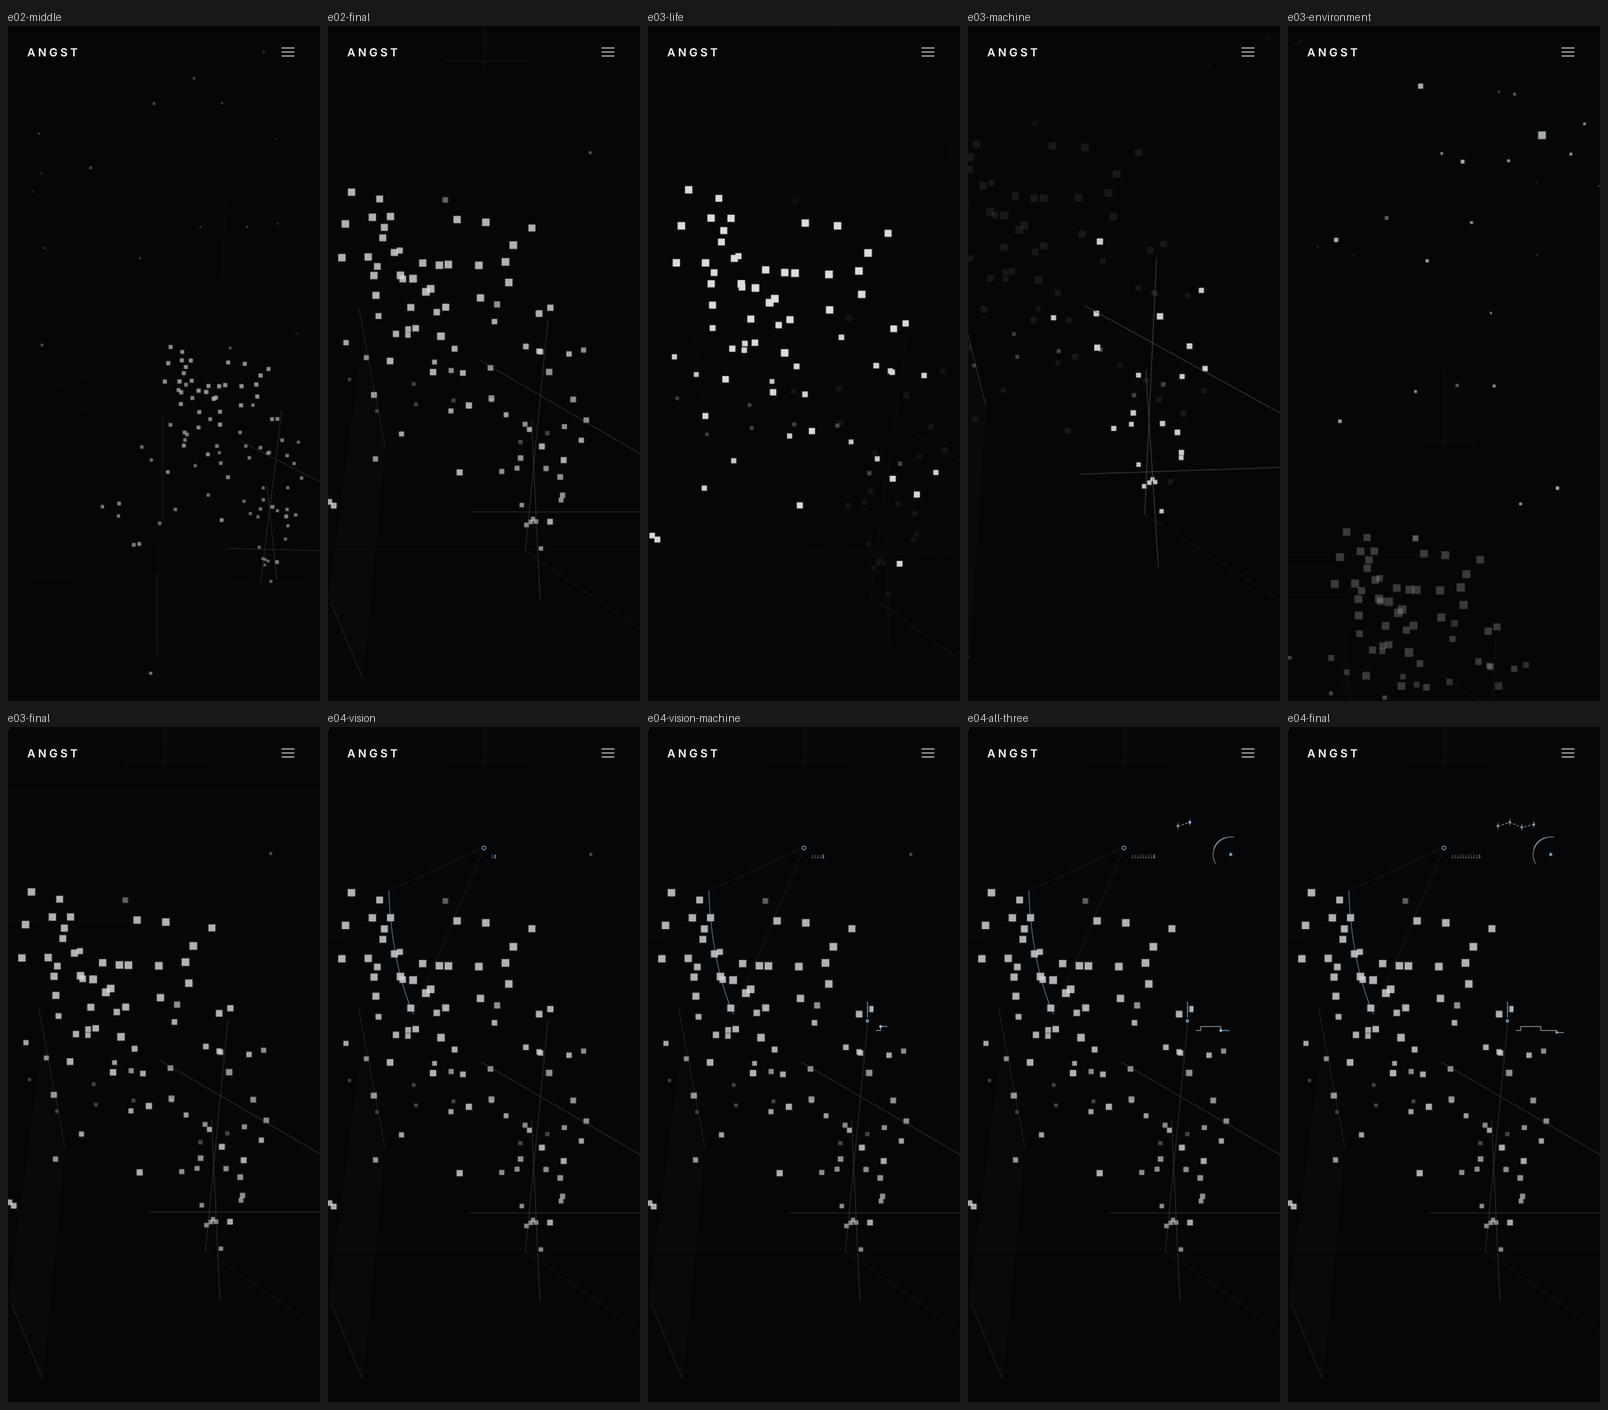 e02-middle
ANGST
e02-final
ANGST
e03-life
ANGST
e03-machine
ANGST
e03-environment
ANGST
e03-final
ANGST
e04-vision
ANGST
e04-vision-machine
ANGST
e04-all-three
ANGST
e04-final
ANGST